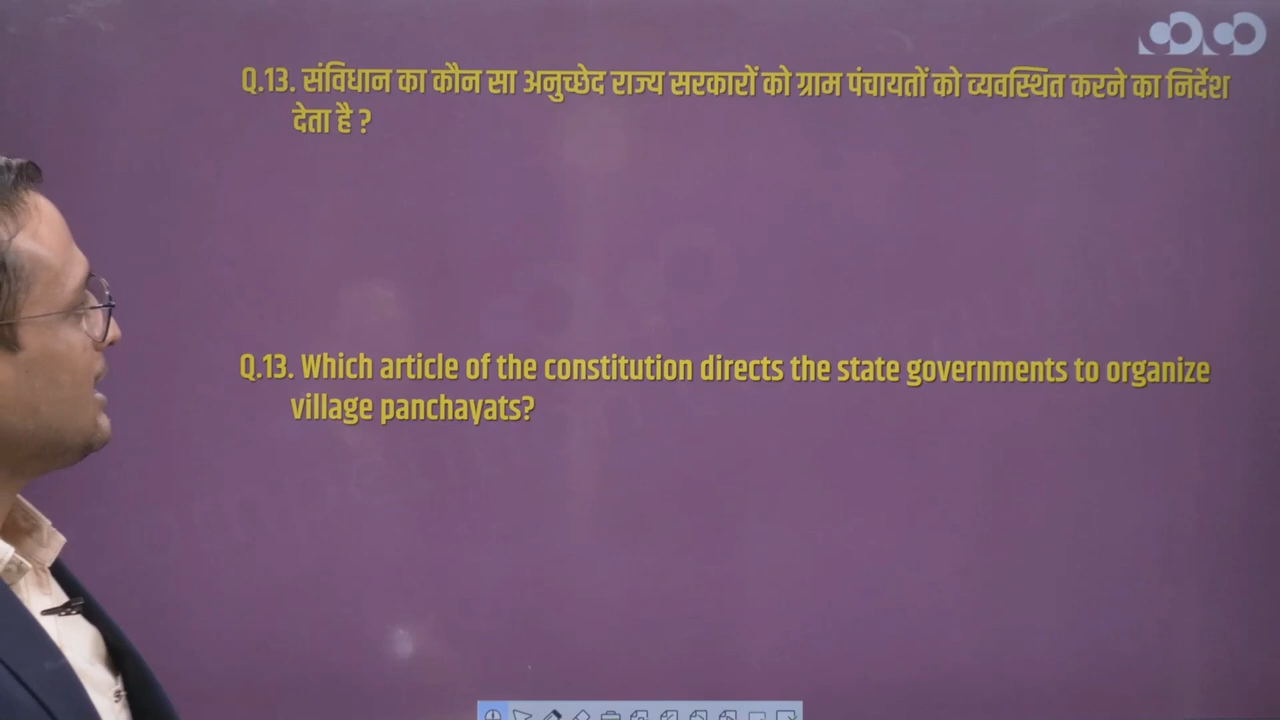 Q.13. संविधान का कौन सा अनुच्छेद राज्य सरकारों को ग्राम पंचायतों को व्यवस्थित करने का निर्देश
देता है ?
Q.13. Which article of the constitution directs the state governments to organize
village panchayats?